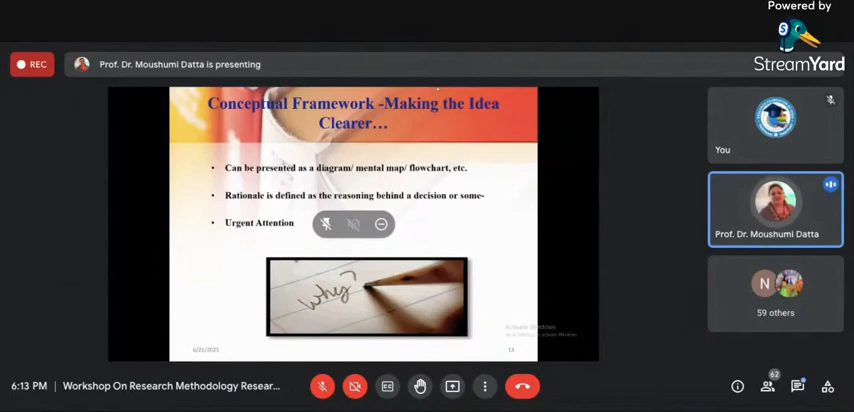 Powered by
StreamYard
REC
Prof. Dr. Moushumi Datta is presenting
Conceptual Framework -Making the Idea
Clearer…
• Can be presented as a diagram/ mental map/ flowchart, etc.
• Rationale is defined as the reasoning behind a decision or some-
• Urgent Attention
Why?
Activate Windows
6/21/2021
13
You
Prof. Dr. Moushumi Datta
N
59 others
6:13 PM | Workshop On Research Methodology Resear...
62